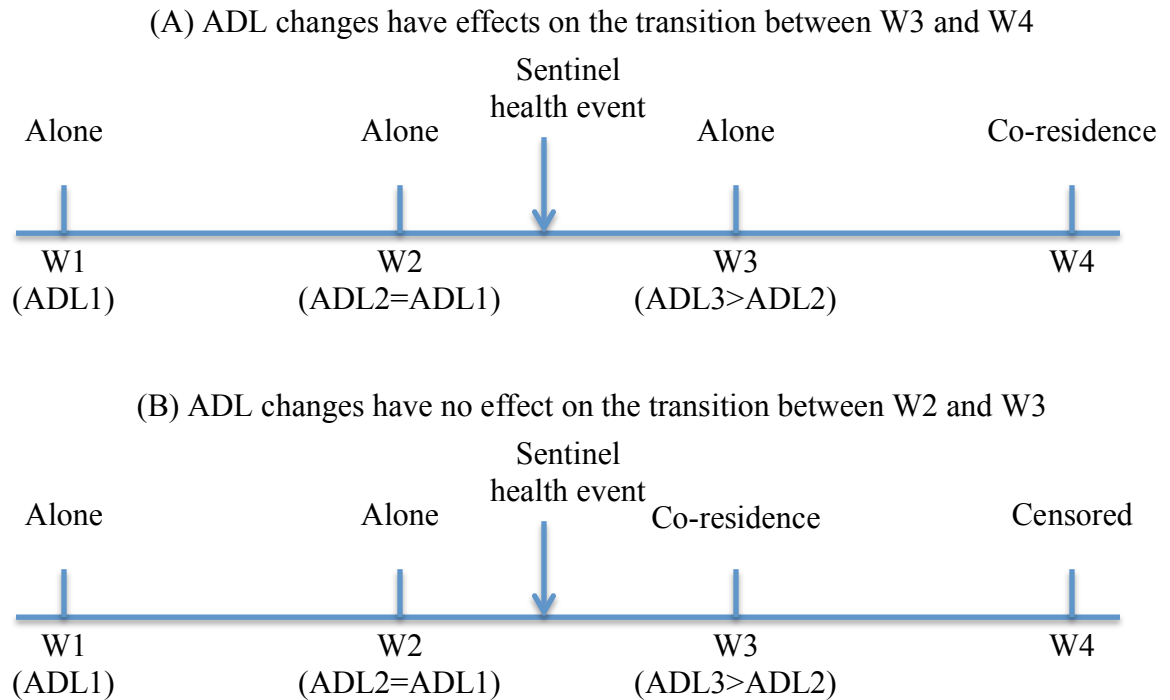 (A) ADL changes have effects on the transition between W3 and W4
Sentinel
health event
Alone Alone Alone Co-residence
W1 W2 W3 W4
(ADL1) (ADL2=ADL1) (ADL3>ADL2)
(B) ADL changes have no effect on the transition between W2 and W3
Sentinel
health event
Alone Alone Co-residence Censored
W1 W2 W3 W4
(ADL1) (ADL2=ADL1) (ADL3>ADL2)